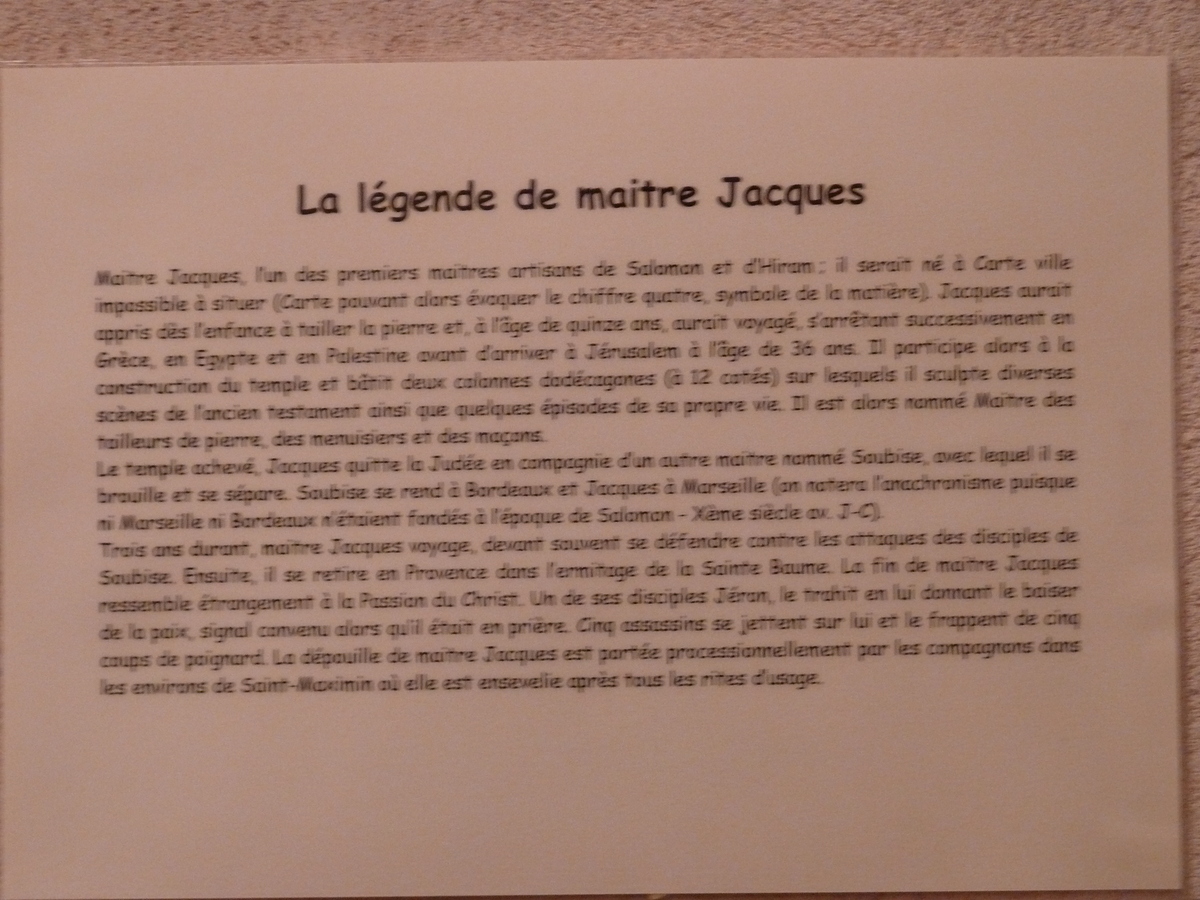 La légende de maitre Jacques
Maitre Jacques, l'un des premiers maitres artisans de Salomon et d'Hiram ; il serait né à Carte ville
impossible à situer (Carte pouvant alors évoquer le chiffre quatre, symbole de la matière). Jacques aurait
appris dès l'enfance à tailler la pierre et, à l'âge de quinze ans, aurait voyagé, s'arrêtant successivement en
Grèce, en Egypte et en Palestine avant d'arriver à Jérusalem à l'âge de 36 ans. Il participe alors à la
construction du temple et bâtit deux colonnes dodécagones (à 12 cotés) sur lesquels il sculpte diverses
scènes de l'ancien testament ainsi que quelques épisodes de sa propre vie. Il est alors nommé Maitre des
tailleurs de pierre, des menuisiers et des maçons.
Le temple achevé, Jacques quitte la Judée en compagnie d'un autre maitre nommé Soubise, avec lequel il se
brouille et se sépare. Soubise se rend à Bordeaux et Jacques à Marseille (on notera l'anachronisme puisque
ni Marseille ni Bordeaux n'étaient fondés à l'époque de Salomon - Xème siècle av. J-C).
Trois ans durant, maitre Jacques voyage, devant souvent se défendre contre les attaques des disciples de
Soubise. Ensuite, il se retire en Provence dans l'ermitage de la Sainte Baume. La fin de maitre Jacques
ressemble étrangement à la Passion du Christ. Un de ses disciples Jéron, le trahit en lui donnant le baiser
de la paix, signal convenu alors qu'il était en prière. Cinq assassins se jettent sur lui et le frappent de cinq
coups de poignard. La dépouille de maitre Jacques est portée processionnellement par les compagnons dans
les environs de Saint-Maximin où elle est ensevelie après tous les rites d'usage.